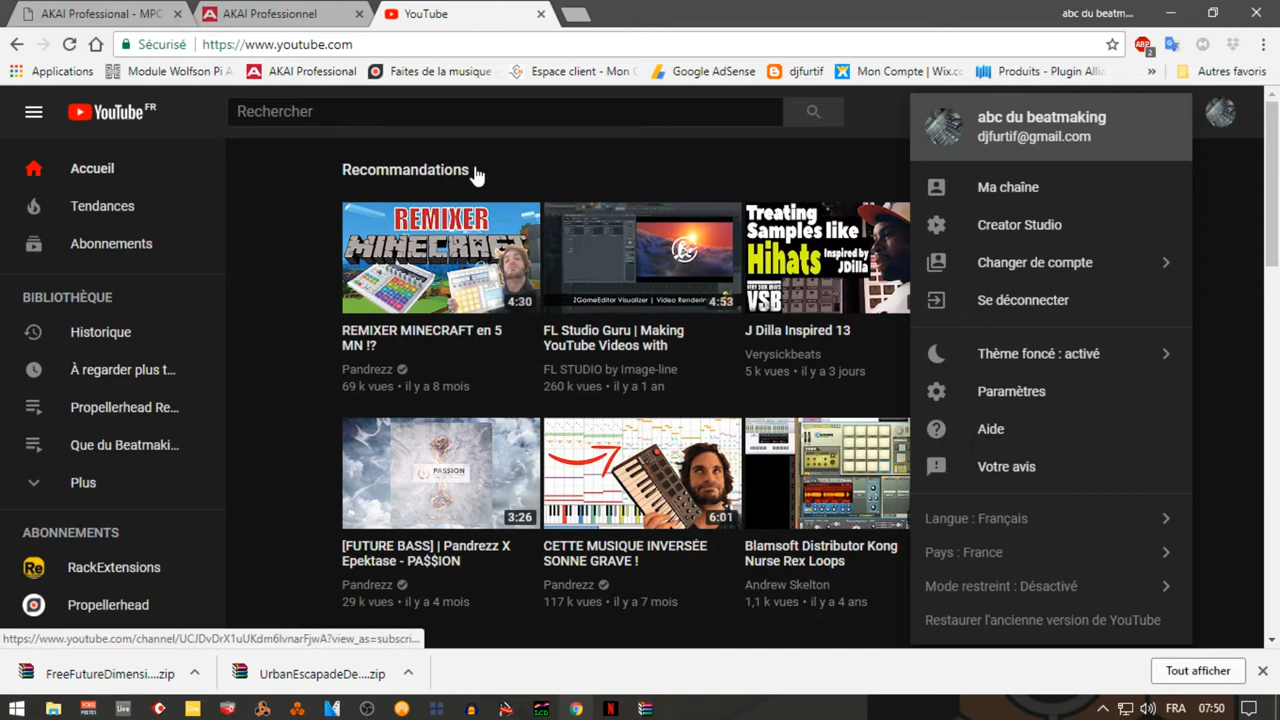 AKAI Professional - MPC
AKAI Professionnel
YouTube
abc du beatm...
Sécurisé
https://www.youtube.com
Applications
Module Wolfson Pi
AKAI Professional
Faites de la musique
Espace client - Mon
Google AdSense
djfurtif
Mon Compte | Wix.c
Produits - Plugin Allia
Autres favoris
YouTube FR
Rechercher
abc du beatmaking
djfurtif@gmail.com
Accueil
Tendances
Abonnements
BIBLIOTHÈQUE
Historique
À regarder plus t...
Propellerhead Re...
Que du Beatmaki...
Plus
ABONNEMENTS
RackExtensions
Propellerhead
Recommandations
REMIXER
MINECRAFT
4:30
REMIXER MINECRAFT en 5
MN !?
Pandrezz
69 k vues • il y a 8 mois
ZGameEditor Visualizer | Video Rendering
4:53
FL Studio Guru | Making
YouTube Videos with
FL STUDIO by Image-line
260 k vues • il y a 1 an
Treating
Samples like
Hihats
Inspired by
JDilla
VERY SICK BEATS
VSB
J Dilla Inspired 13
Verysickbeats
5 k vues • il y a 3 jours
PASSION
3:26
[FUTURE BASS] | Pandrezz X
Epektase - PA$$ION
Pandrezz
29 k vues • il y a 4 mois
6:01
CETTE MUSIQUE INVERSÉE
SONNE GRAVE !
Pandrezz
117 k vues • il y a 7 mois
Blamsoft Distributor Kong
Nurse Rex Loops
Andrew Skelton
1,1 k vues • il y a 4 ans
Ma chaîne
Creator Studio
Changer de compte
Se déconnecter
Thème foncé : activé
Paramètres
Aide
Votre avis
Langue : Français
Pays : France
Mode restreint : Désactivé
Restaurer l'ancienne version de YouTube
https://www.youtube.com/channel/UCJDvDrX1uUKdm6lvnarFjwA?view_as=subscri...
FreeFutureDimensi....zip
UrbanEscapadeDe....zip
Tout afficher
FRA
07:50